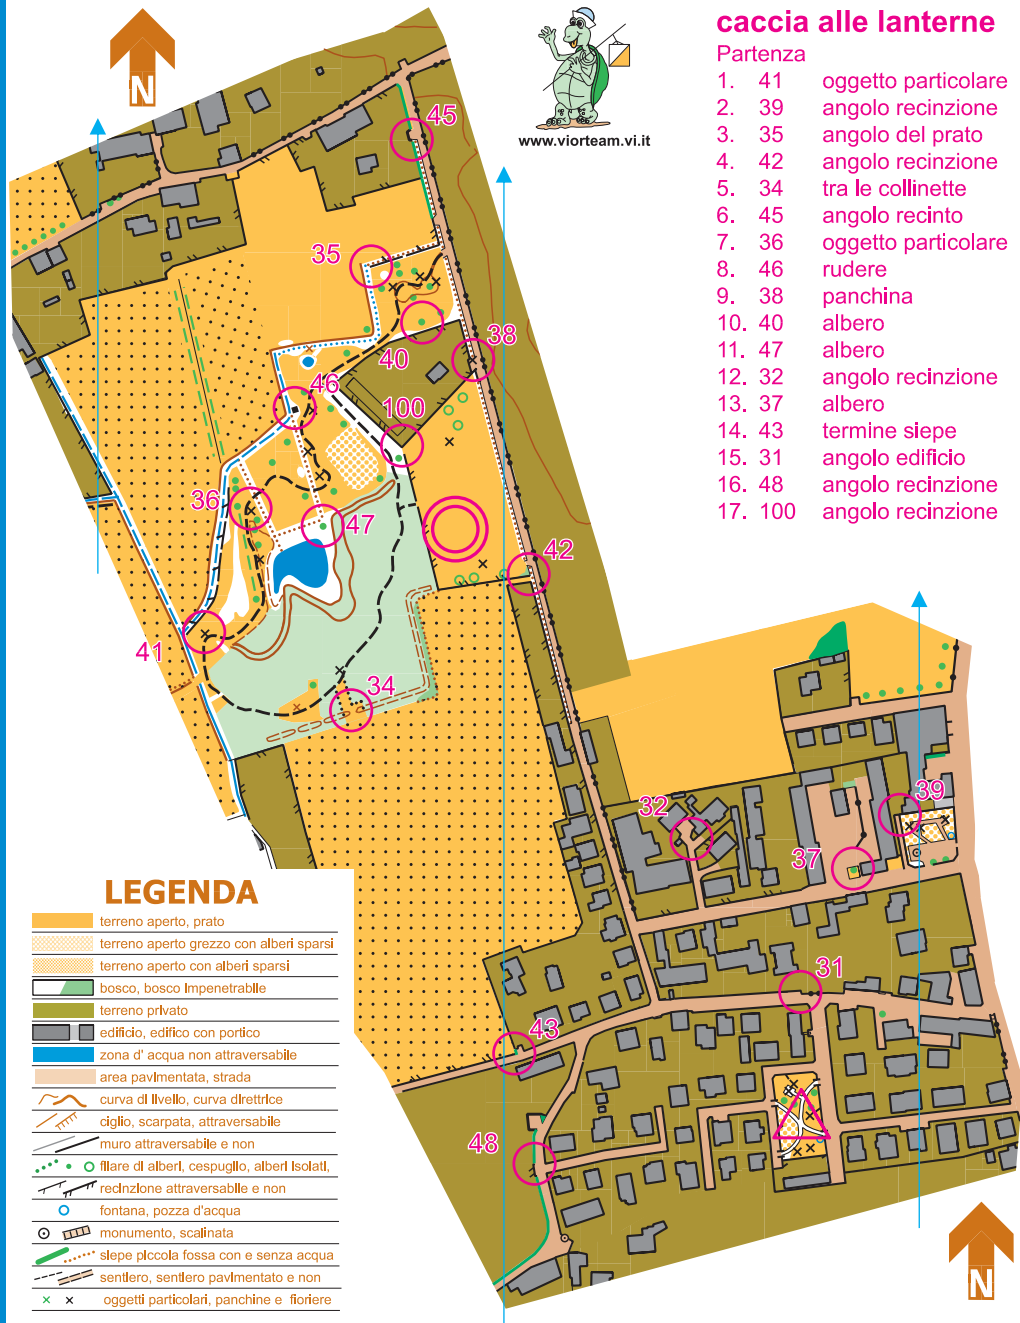 caccia alle lanterne
Partenza
1. 41 oggetto particolare
2. 39 angolo recinzione
3. 35 angolo del prato
4. 42 angolo recinzione
5. 34 tra le collinette
6. 45 angolo recinto
7. 36 oggetto particolare
8. 46 rudere
9. 38 panchina
10. 40 albero
11. 47 albero
12. 32 angolo recinzione
13. 37 albero
14. 43 termine siepe
15. 31 angolo edificio
16. 48 angolo recinzione
17. 100 angolo recinzione
www.viorteam.vi.it
N
45
35
38
40
46
100
36
47
42
41
34
32
39
37
31
43
48
N
LEGENDA
terreno aperto, prato
terreno aperto grezzo con alberi sparsi
terreno aperto con alberi sparsi
bosco, bosco impenetrabile
terreno privato
edificio, edifico con portico
zona d' acqua non attraversabile
area pavimentata, strada
curva di livello, curva direttrice
ciglio, scarpata, attraversabile
muro attraversabile e non
filare di alberi, cespuglio, alberi isolati,
recinzione attraversabile e non
fontana, pozza d'acqua
monumento, scalinata
siepe piccola fossa con e senza acqua
sentiero, sentiero pavimentato e non
oggetti particolari, panchine e fioriere